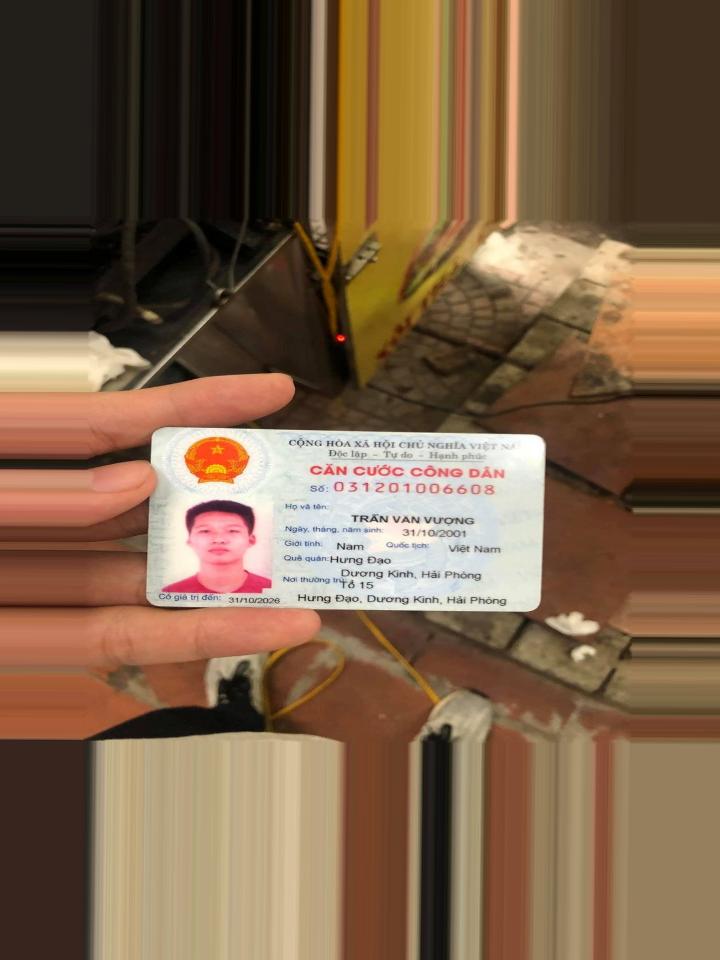 CỘNG HÒA XÃ HỘI CHỦ NGHĨA VIỆT NA
Độc lập - Tự do - Hạnh phúc
CĂN CƯỚC CÔNG DÂN
Số: 031201006608
Họ và tên:
TRẦN VĂN VƯỢNG
Ngày, tháng, năm sinh: 31/10/2001
Giới tính: Nam Quốc tịch: Việt Nam
Quê quán: Hưng Đạo
Dương Kinh, Hải Phòng
Nơi thường trú: Tổ 15
Hưng Đạo, Dương Kinh, Hải Phòng
Có giá trị đến: 31/10/2026